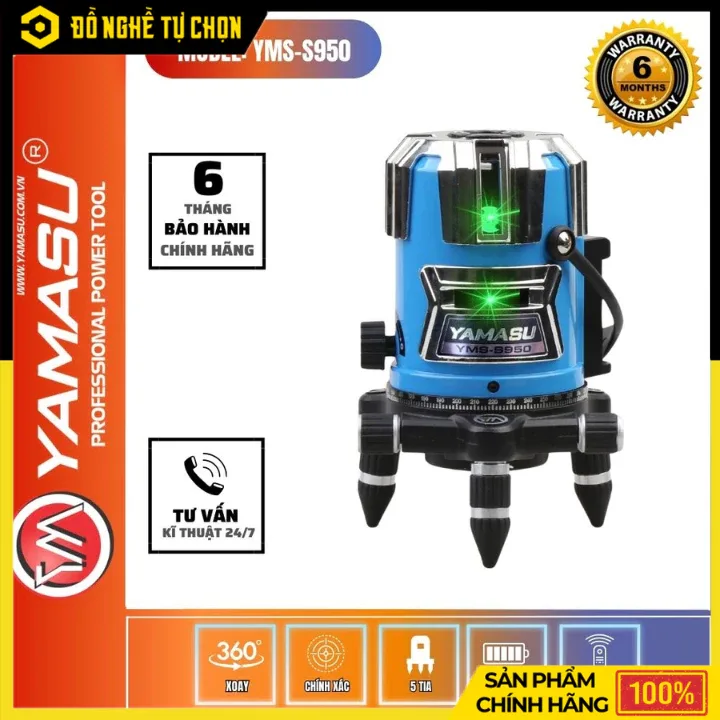 ĐỒ NGHỀ TỰ CHỌN
MODEL: YMS-S950
WARRANTY
6
MONTHS
WARRANTY
YAMASU®
WWW.YAMASU.COM.VN
PROFESSIONAL POWER TOOL
6
THÁNG
BẢO HÀNH
CHÍNH HÃNG
YAMASU
YMS-S950
TƯ VẤN
KĨ THUẬT 24/7
360°
XOAY
CHÍNH XÁC
5 TIA
SẢN PHẨM
CHÍNH HÃNG
100%